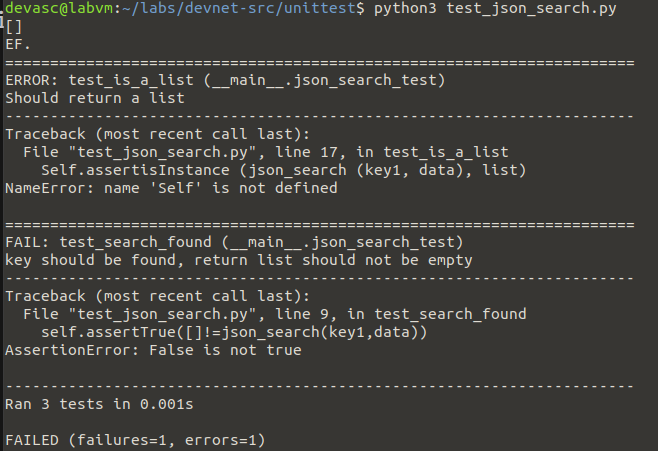 devasc@labvm:~/labs/devnet-src/unittest$ python3 test_json_search.py
[]
EF.
======================================================================
ERROR: test_is_a_list (__main__.json_search_test)
Should return a list
----------------------------------------------------------------------
Traceback (most recent call last):
  File "test_json_search.py", line 17, in test_is_a_list
    Self.assertisInstance (json_search (key1, data), list)
NameError: name 'Self' is not defined

======================================================================
FAIL: test_search_found (__main__.json_search_test)
key should be found, return list should not be empty
----------------------------------------------------------------------
Traceback (most recent call last):
  File "test_json_search.py", line 9, in test_search_found
    self.assertTrue([]!=json_search(key1,data))
AssertionError: False is not true

----------------------------------------------------------------------
Ran 3 tests in 0.001s

FAILED (failures=1, errors=1)